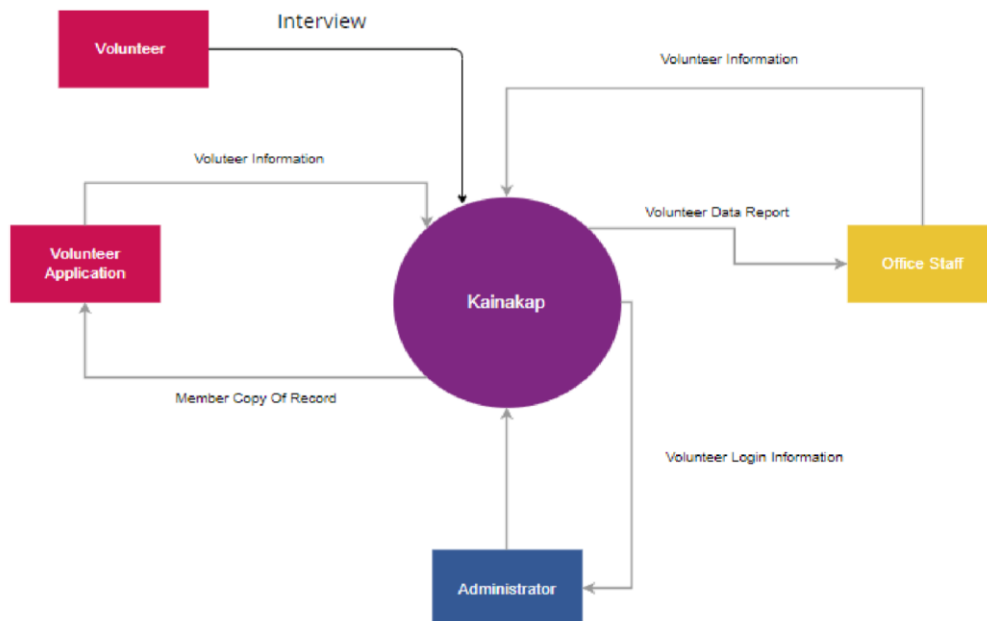 Interview
Volunteer
Volunteer Information
Voluteer Information
Volunteer Data Report
Volunteer
Application
Office Staff
Kainakap
Member Copy Of Record
Volunteer Login Information
Administrator